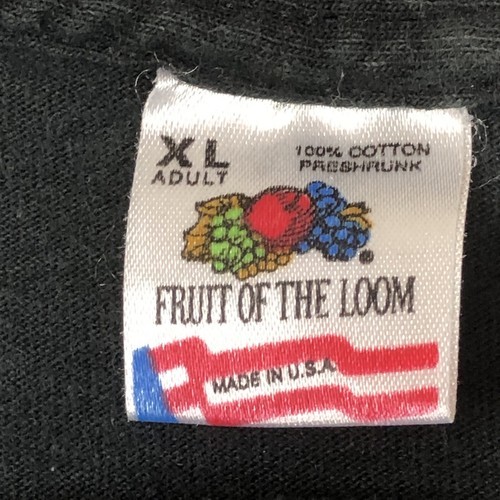 XL
ADULT
100% COTTON
PRESHRUNK
®
FRUIT OF THE LOOM
MADE IN U.S.A.